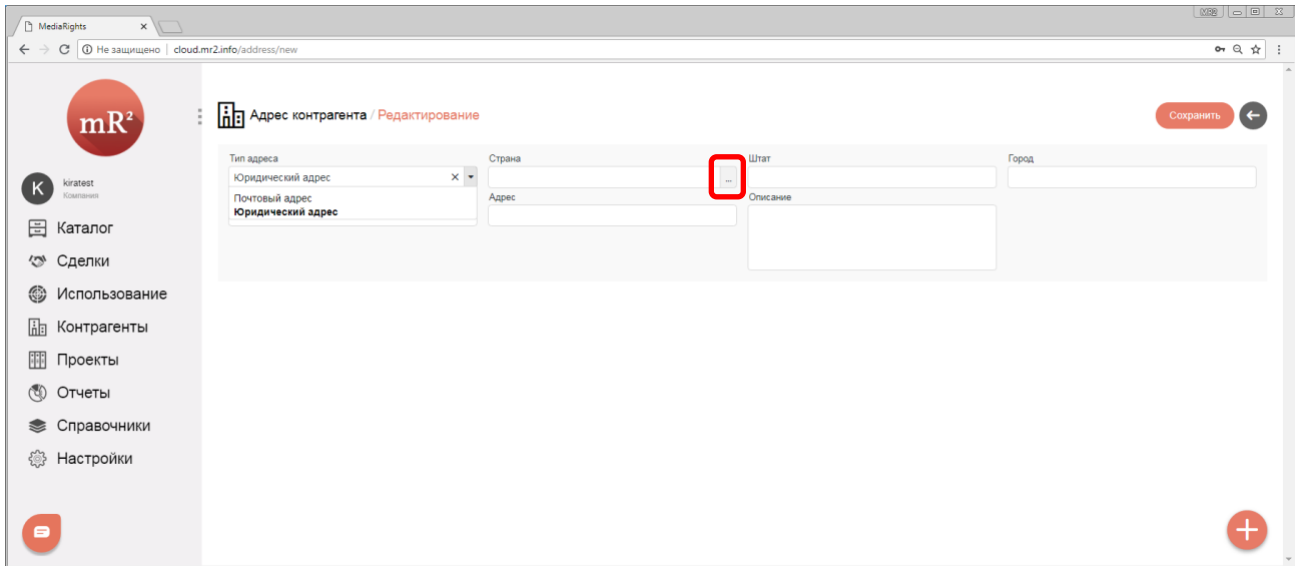 MR2
MediaRights
Не защищено | cloud.mr2.info/address/new
mR²
Адрес контрагента / Редактирование
Сохранить
Тип адреса
Страна
Штат
Город
Юридический адрес
...
Почтовый адрес
Юридический адрес
Адрес
Описание
K
kiratest
Компания
Каталог
Сделки
Использование
Контрагенты
Проекты
Отчеты
Справочники
Настройки